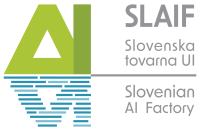 SLAIF
Slovenska
tovarna UI
Slovenian
AI Factory